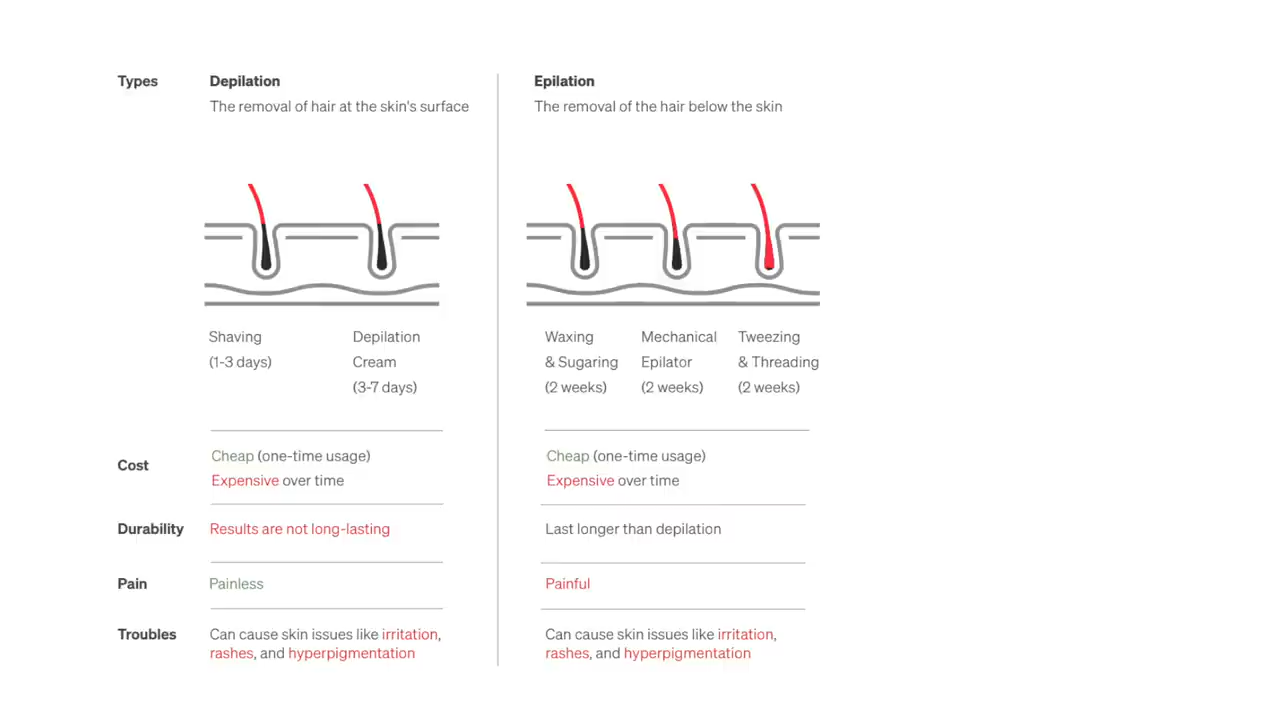 Types
Depilation
The removal of hair at the skin's surface
Epilation
The removal of the hair below the skin
Shaving
(1-3 days)
Depilation
Cream
(3-7 days)
Waxing
& Sugaring
(2 weeks)
Mechanical
Epilator
(2 weeks)
Tweezing
& Threading
(2 weeks)
Cost
Cheap (one-time usage)
Expensive over time
Cheap (one-time usage)
Expensive over time
Durability
Results are not long-lasting
Last longer than depilation
Pain
Painless
Painful
Troubles
Can cause skin issues like irritation,
rashes, and hyperpigmentation
Can cause skin issues like irritation,
rashes, and hyperpigmentation